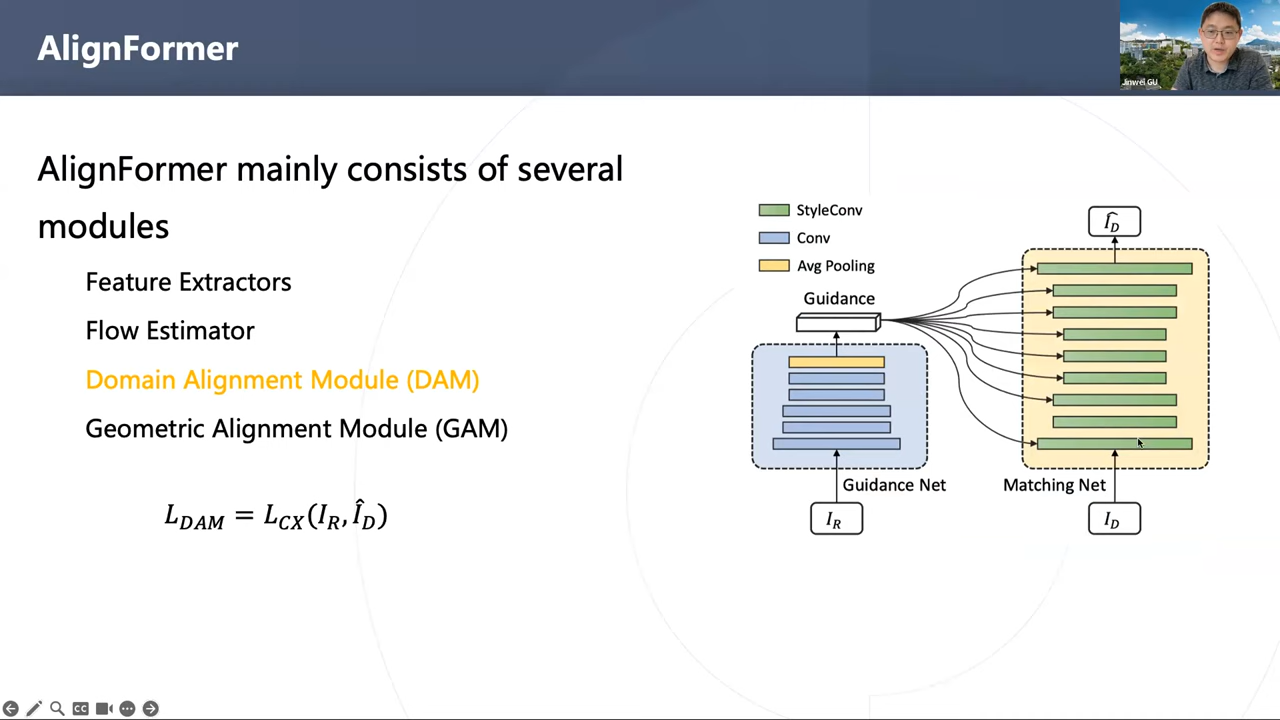 AlignFormer
Jinwei GU
AlignFormer mainly consists of several
modules
Feature Extractors
Flow Estimator
Domain Alignment Module (DAM)
Geometric Alignment Module (GAM)
L_DAM = L_CX(I_R, Î_D)
StyleConv
Conv
Avg Pooling
Guidance
Î_D
Guidance Net
Matching Net
I_R
I_D
CC